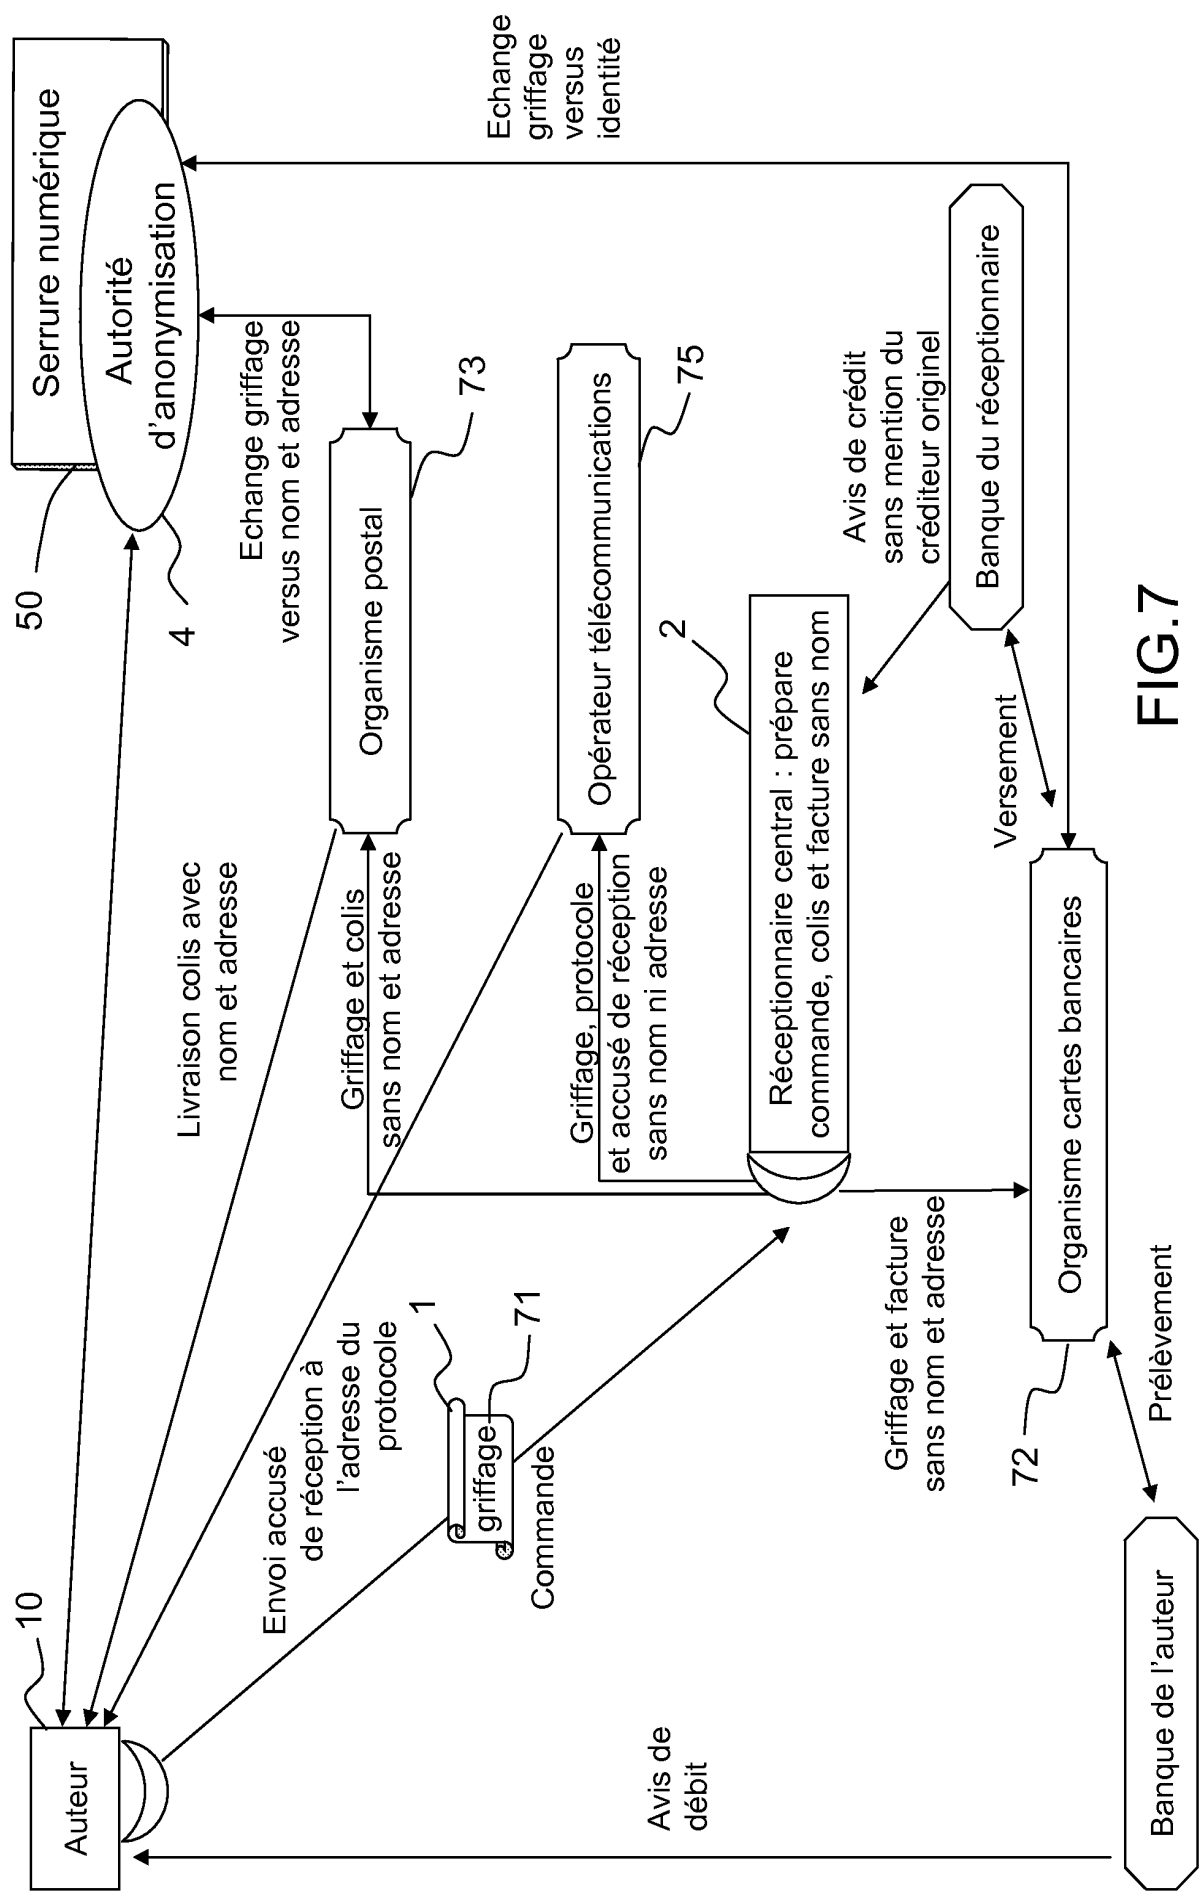 Serrure numérique
Autorité
d'anonymisation
50
4
10
Auteur
Livraison colis avec
nom et adresse
Echange griffage
versus nom et adresse
Echange
griffage
versus
identité
Organisme postal
73
Griffage et colis
sans nom et adresse
Envoi accusé
de réception à
l'adresse du
protocole
1
griffage
71
Commande
Opérateur télécommunications
75
Griffage, protocole
et accusé de réception
sans nom ni adresse
2
Réceptionnaire central : prépare
commande, colis et facture sans nom
Avis de crédit
sans mention du
créditeur originel
Banque du réceptionnaire
Versement
Griffage et facture
sans nom et adresse
72
Organisme cartes bancaires
Prélèvement
Avis de
débit
Banque de l'auteur
FIG.7